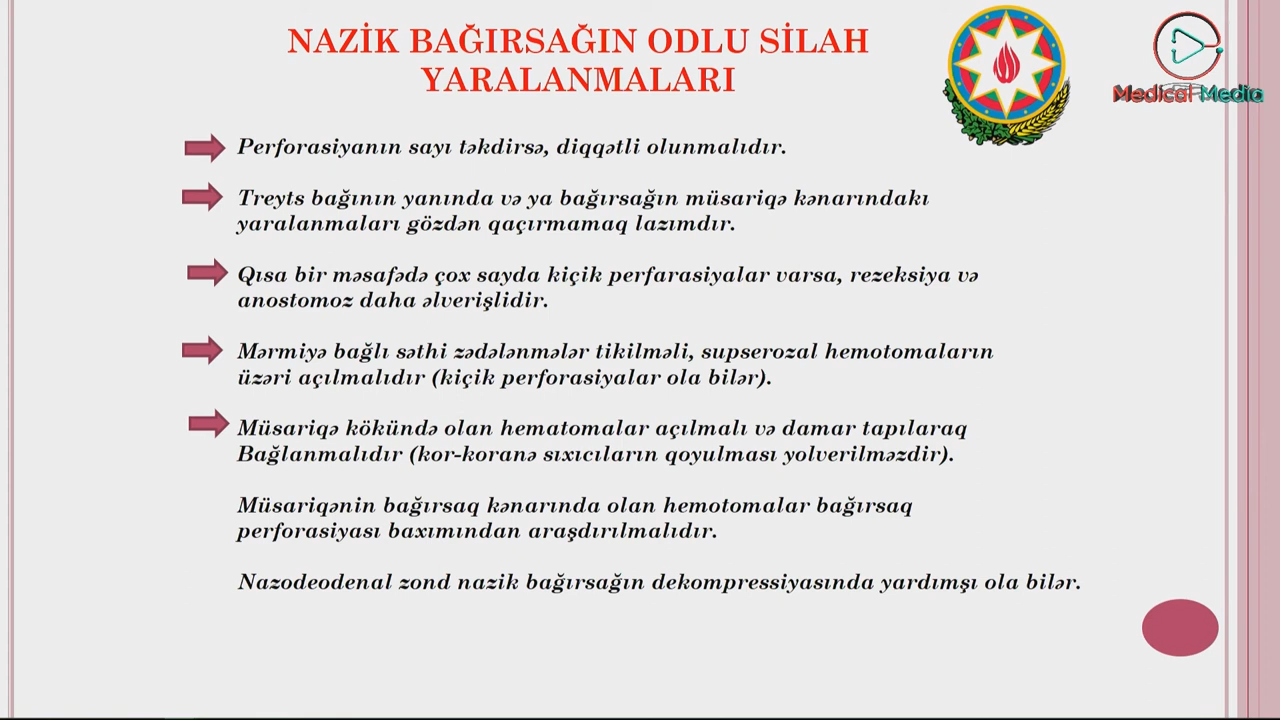 NAZİK BAĞIRSAĞIN ODLU SİLAH
YARALANMALARI
Medical Media
Perforasiyanın sayı təkdirsə, diqqətli olunmalıdır.
Treyts bağının yanında və ya bağırsağın müsariqə kənarındakı
yaralanmaları gözdən qaçırmamaq lazımdır.
Qısa bir məsafədə çox sayda kiçik perfarasiyalar varsa, rezeksiya və
anostomoz daha əlverişlidir.
Mərmiyə bağlı səthi zədələnmələr tikilməli, supserozal hemotomaların
üzəri açılmalıdır (kiçik perforasiyalar ola bilər).
Müsariqə kökündə olan hematomalar açılmalı və damar tapılaraq
Bağlanmalıdır (kor-koranə sıxıcıların qoyulması yolverilməzdir).
Müsariqənin bağırsaq kənarında olan hemotomalar bağırsaq
perforasiyası baxımından araşdırılmalıdır.
Nazodeodenal zond nazik bağırsağın dekompressiyasında yardımşı ola bilər.